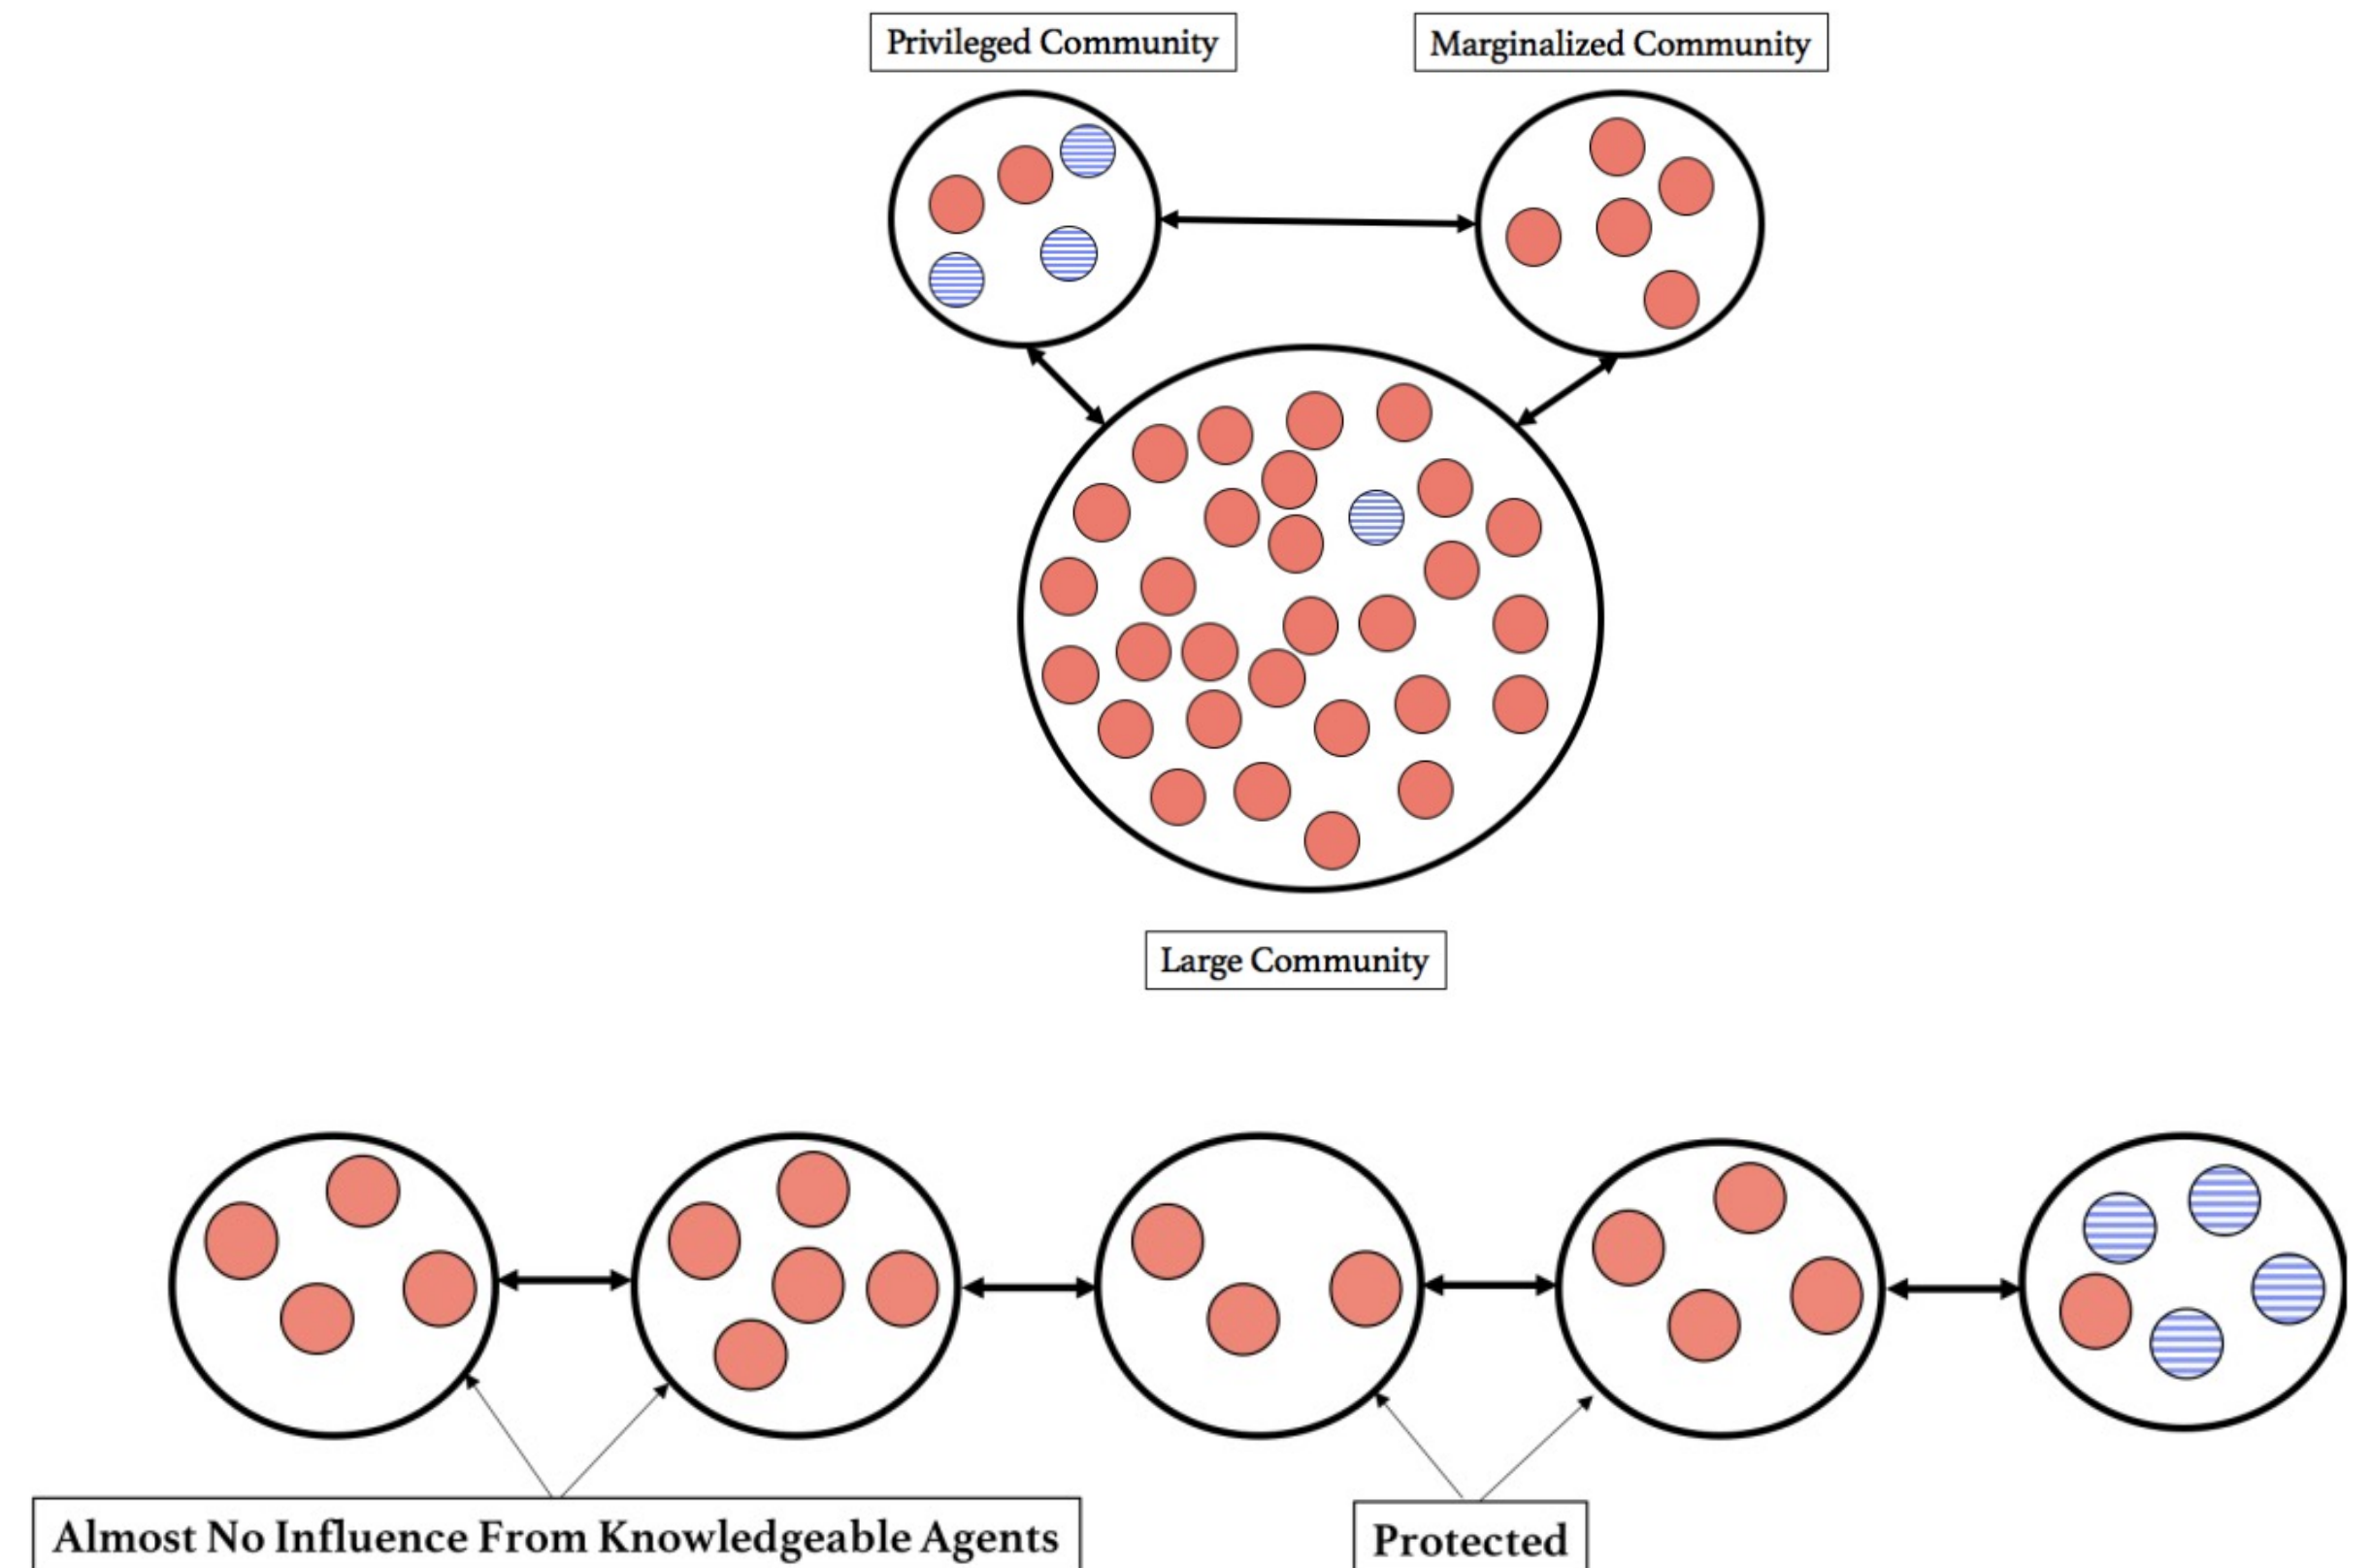 Privileged Community
Marginalized Community
Large Community
Almost No Influence From Knowledgeable Agents
Protected